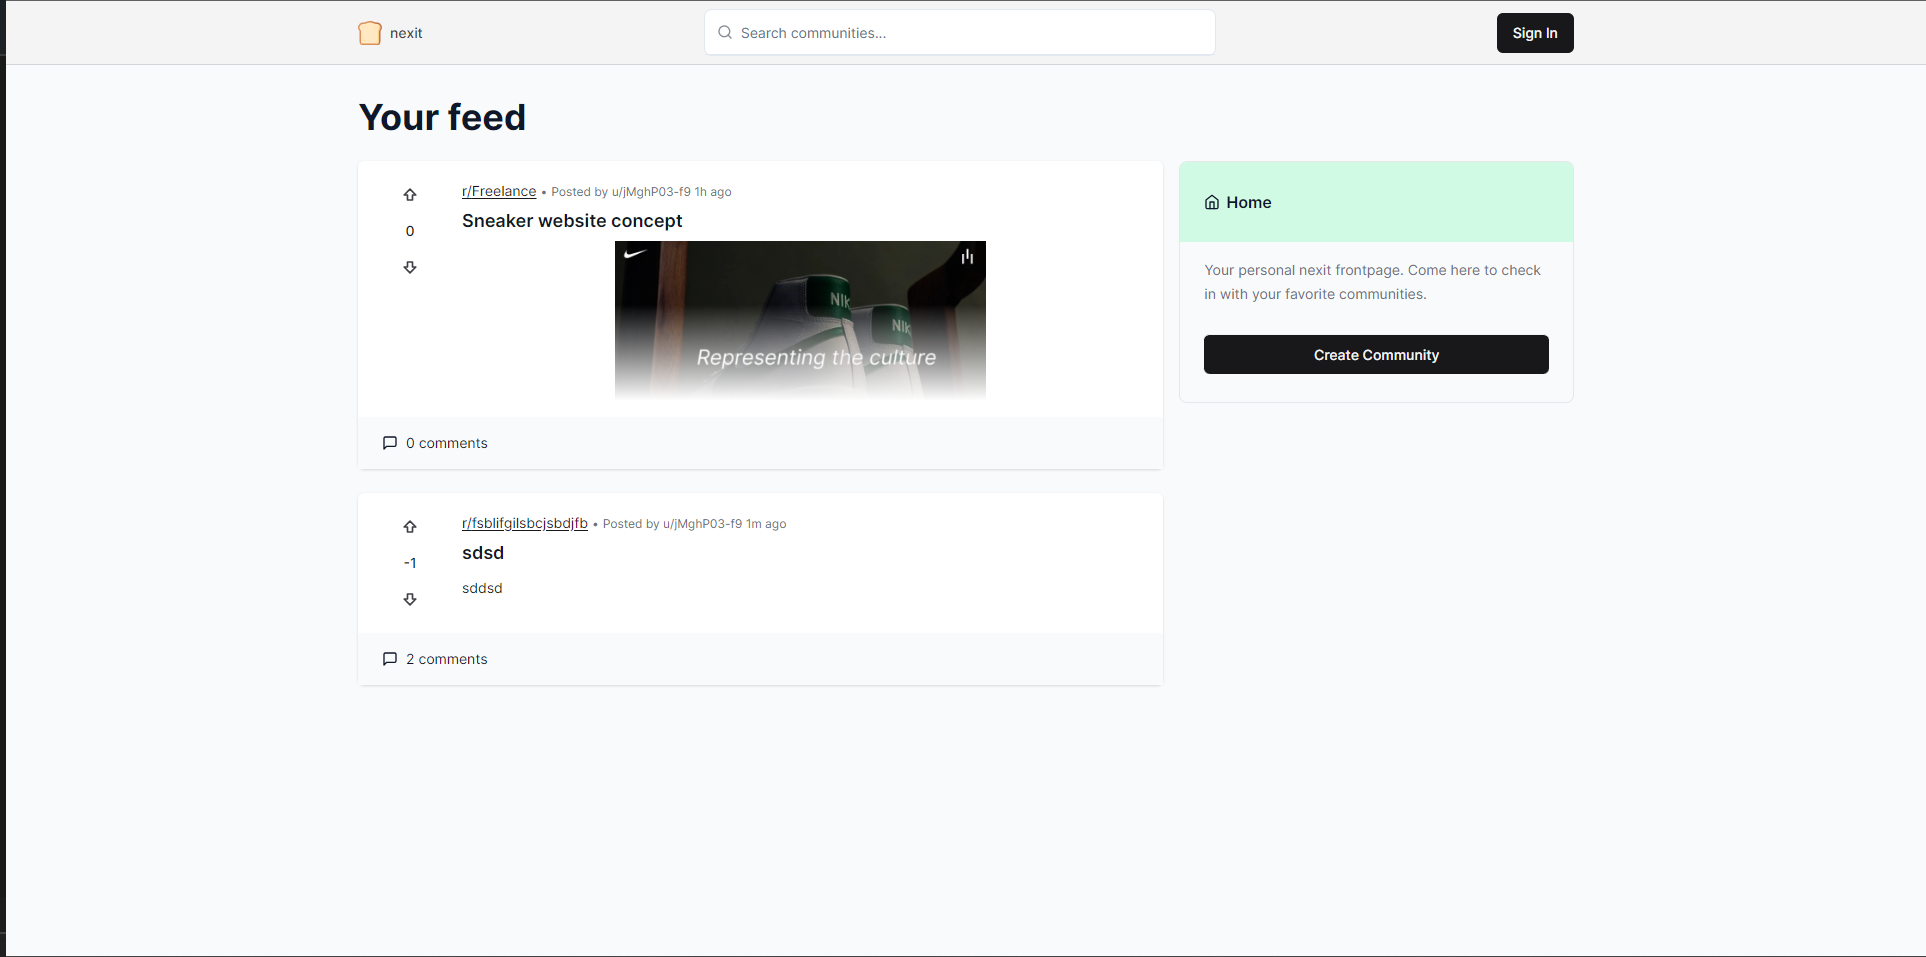 nexit
Search communities...
Sign In
Your feed
r/Freelance • Posted by u/jMghP03-f9 1h ago
Sneaker website concept
NIK
NIK
Representing the culture
0
0 comments
Home
Your personal nexit frontpage. Come here to check
in with your favorite communities.
Create Community
r/fsblifgilsbcjsbdjfb • Posted by u/jMghP03-f9 1m ago
sdsd
-1
sddsd
2 comments